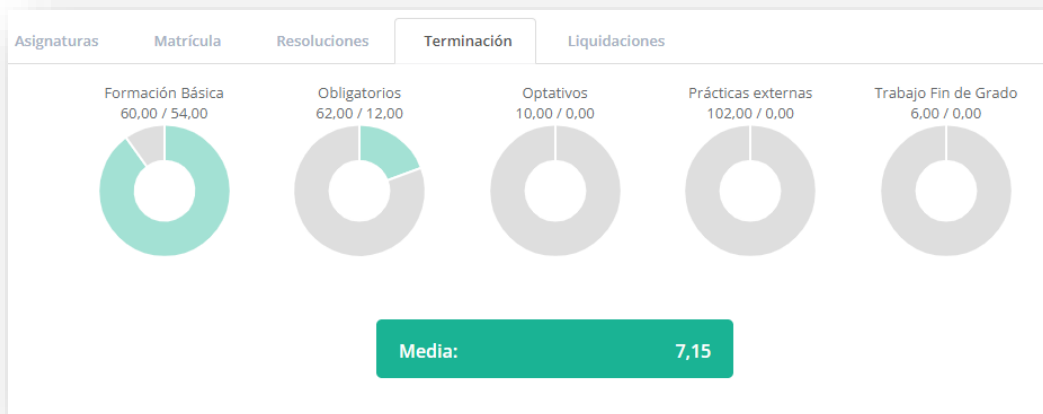 Asignaturas Matrícula Resoluciones Terminación Liquidaciones
Formación Básica
60,00 / 54,00
Obligatorios
62,00 / 12,00
Optativos
10,00 / 0,00
Prácticas externas
102,00 / 0,00
Trabajo Fin de Grado
6,00 / 0,00
Media: 7,15